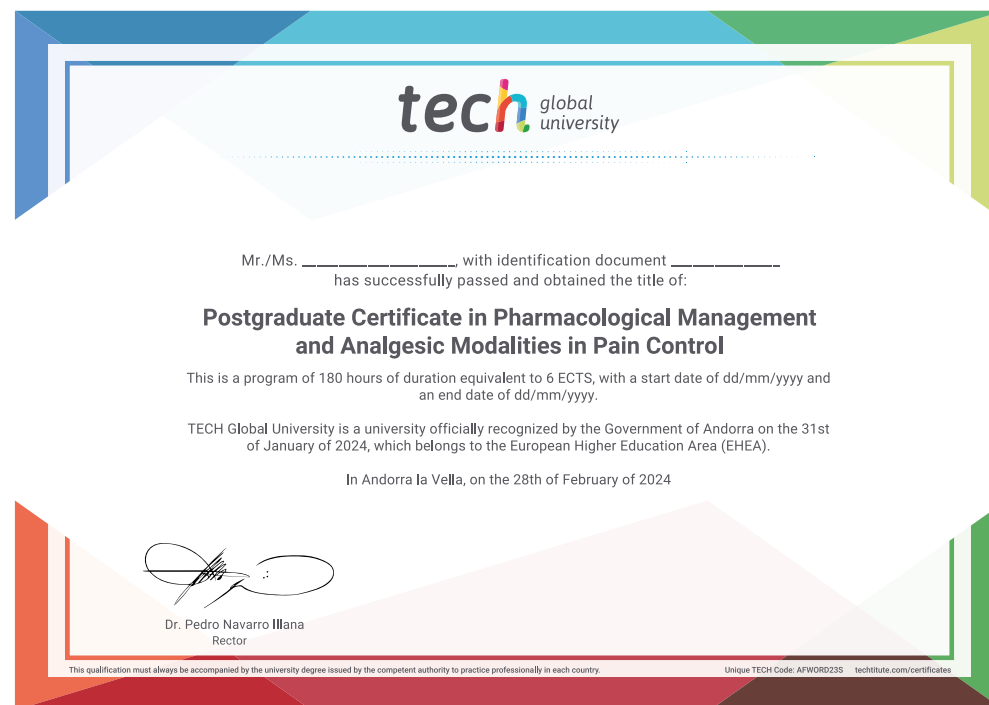 tech global
university
Mr./Ms. ____________________, with identification document ______________
has successfully passed and obtained the title of:
Postgraduate Certificate in Pharmacological Management
and Analgesic Modalities in Pain Control
This is a program of 180 hours of duration equivalent to 6 ECTS, with a start date of dd/mm/yyyy and
an end date of dd/mm/yyyy.
TECH Global University is a university officially recognized by the Government of Andorra on the 31st
of January of 2024, which belongs to the European Higher Education Area (EHEA).
In Andorra la Vella, on the 28th of February of 2024
Dr. Pedro Navarro Illana
Rector
This qualification must always be accompanied by the university degree issued by the competent authority to practice professionally in each country.
Unique TECH Code: AFWORD23S techtitute.com/certificates